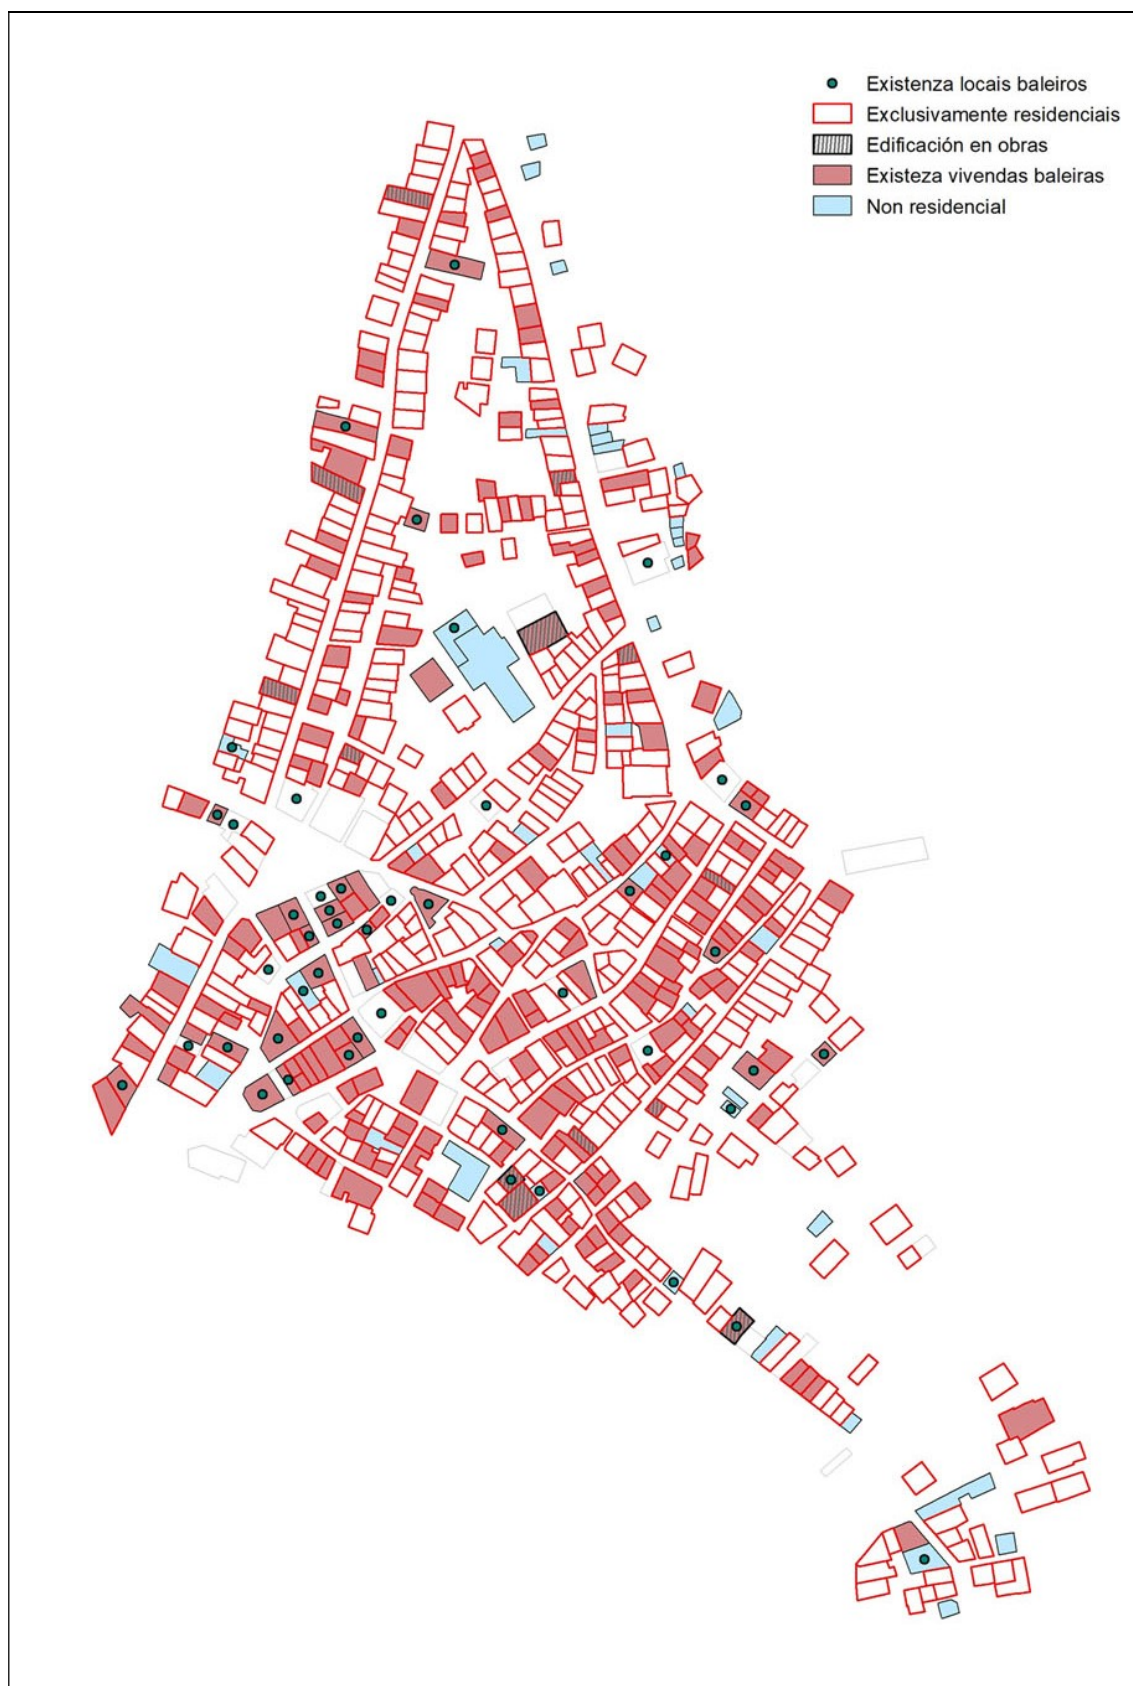 Existenza locais baleiros
Exclusivamente residenciais
Edificación en obras
Existeza vivendas baleiras
Non residencial